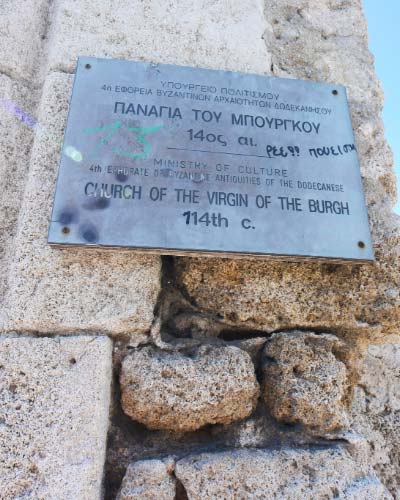 ΥΠΟΥΡΓΕΙΟ ΠΟΛΙΤΙΣΜΟΥ
4η ΕΦΟΡΕΙΑ ΒΥΖΑΝΤΙΝΩΝ ΑΡΧΑΙΟΤΗΤΩΝ ΔΩΔΕΚΑΝΗΣΟΥ
ΠΑΝΑΓΙΑ ΤΟΥ ΜΠΟΥΡΓΚΟΥ
14ος αι.
MINISTRY OF CULTURE
4th EPHORATE OF BYZANTINE ANTIQUITIES OF THE DODECANESE
CHURCH OF THE VIRGIN OF THE BURGH
114th c.